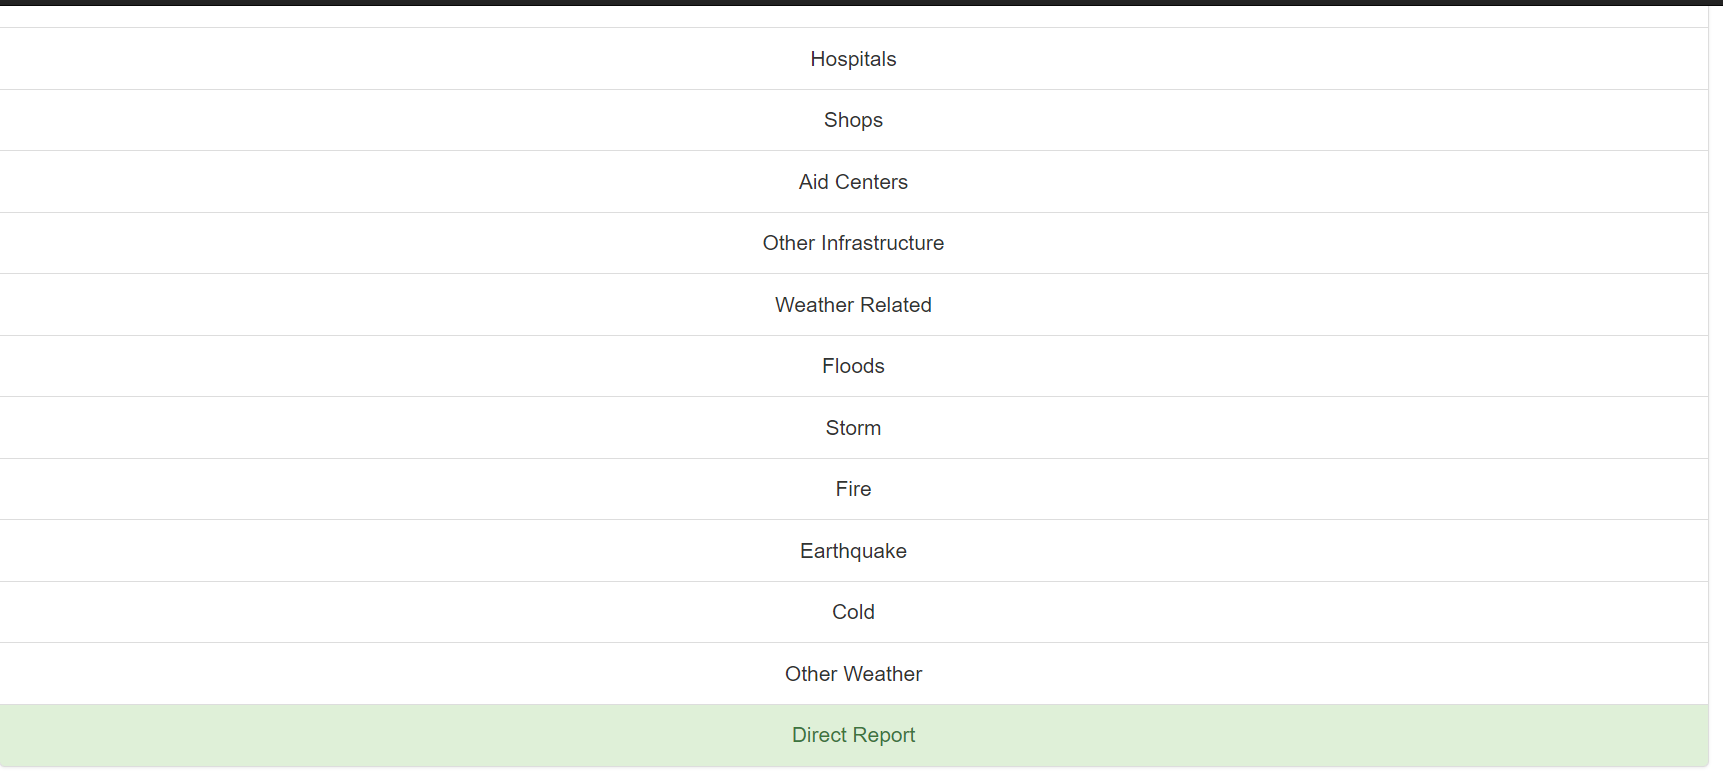 Hospitals
Shops
Aid Centers
Other Infrastructure
Weather Related
Floods
Storm
Fire
Earthquake
Cold
Other Weather
Direct Report